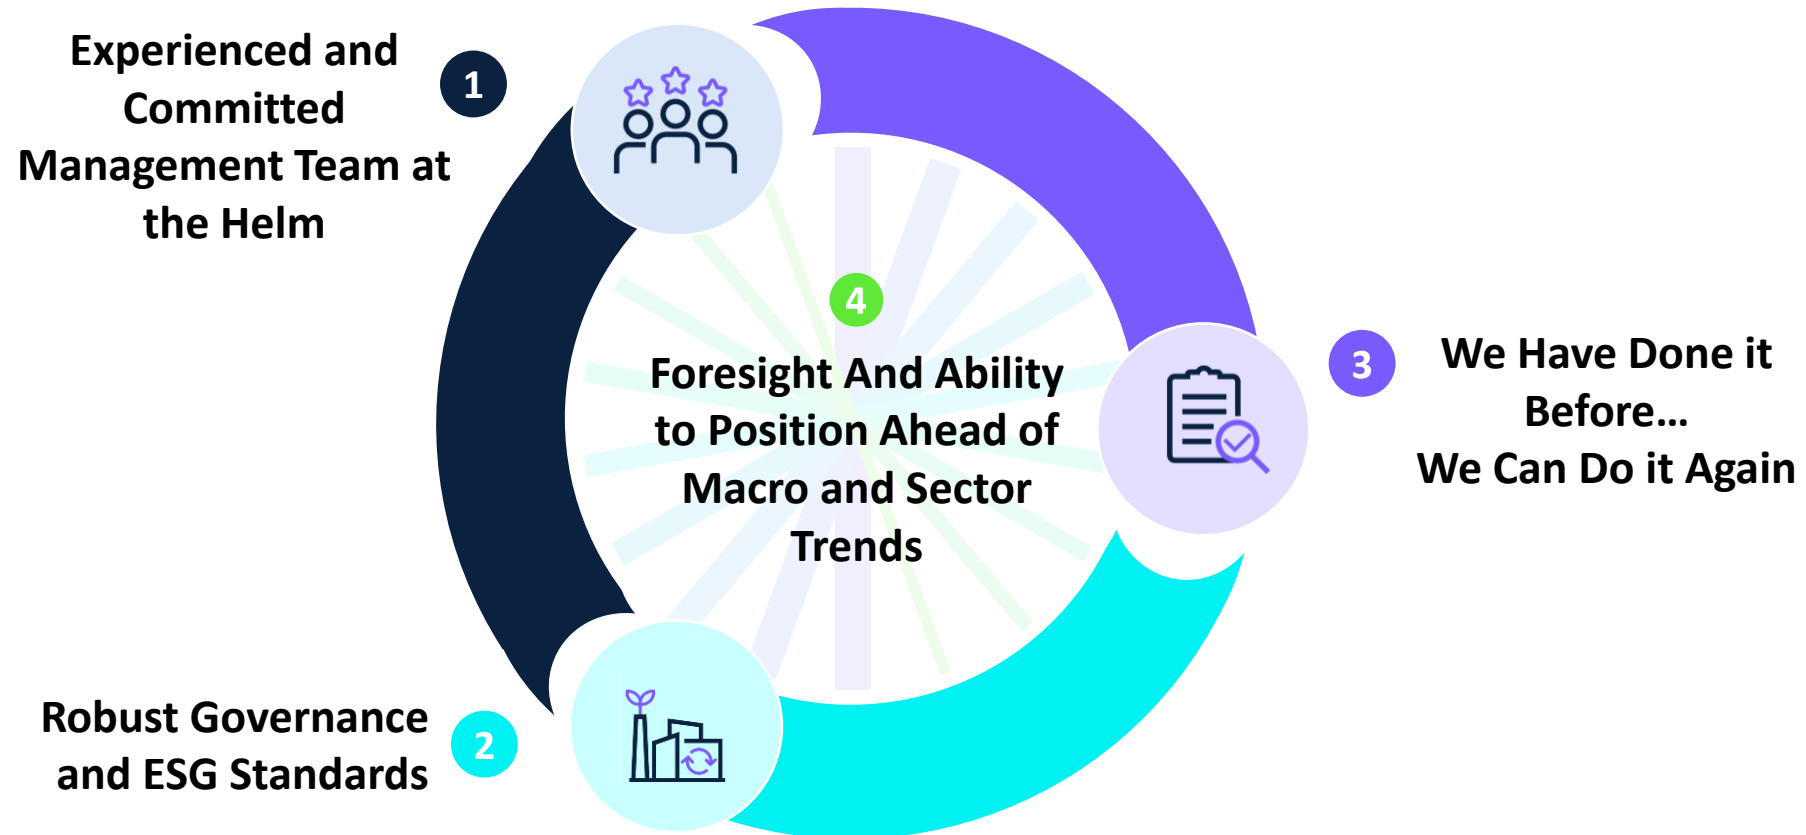 1
Experienced and
Committed
Management Team at
the Helm
2
Robust Governance
and ESG Standards
3
We Have Done it
Before...
We Can Do it Again
4
Foresight And Ability
to Position Ahead of
Macro and Sector
Trends